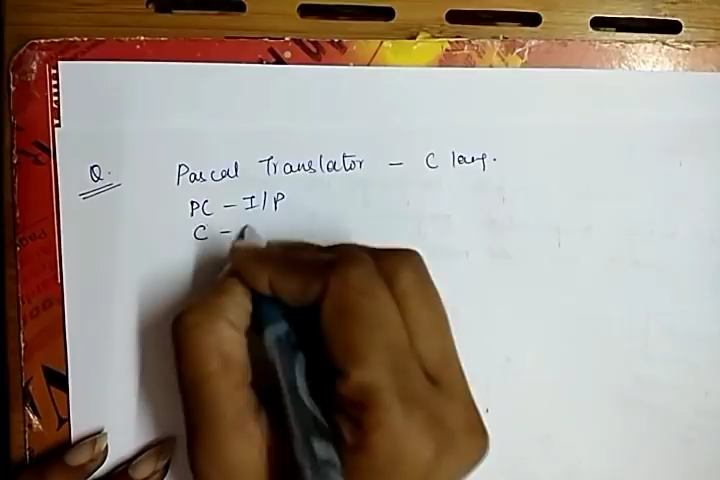 Q. Pascal Translator - C lang.
PC - I/P
C -